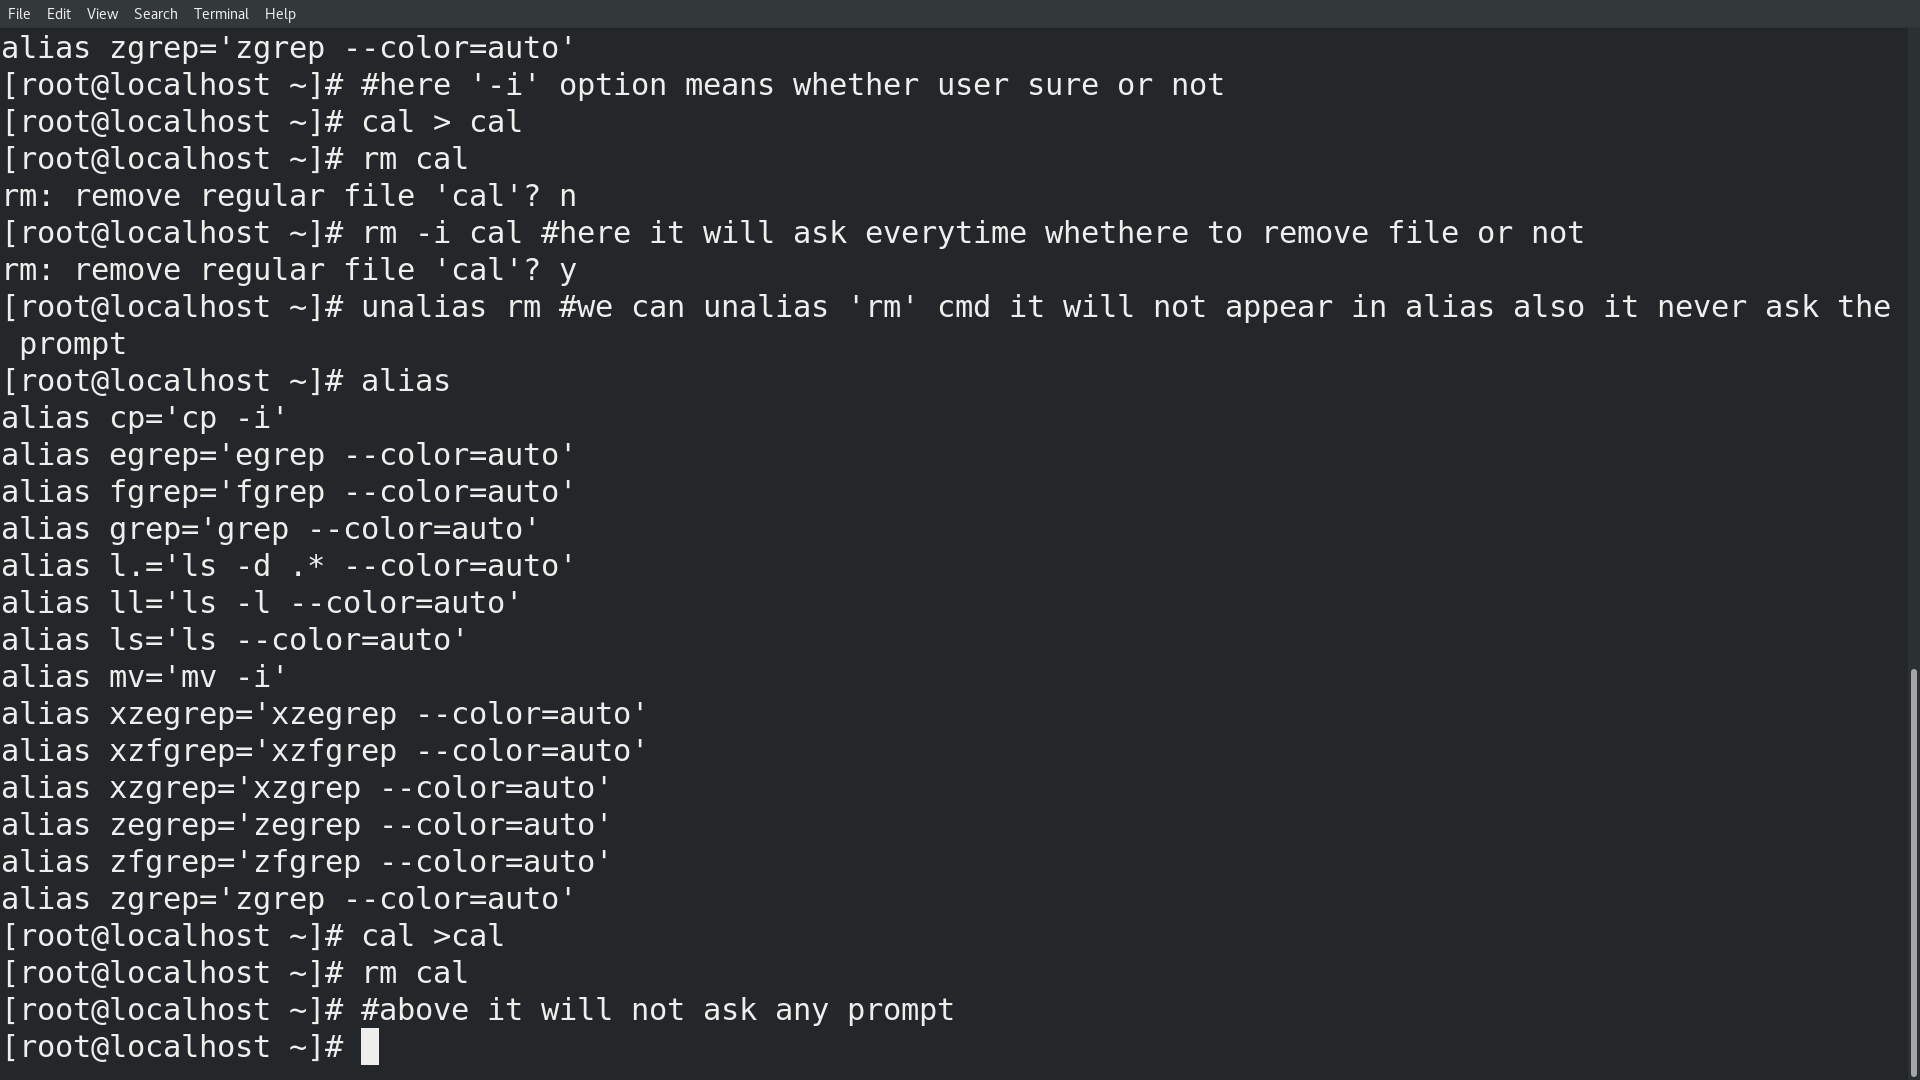 File Edit View Search Terminal Help
alias zgrep='zgrep --color=auto'
[root@localhost ~]# #here '-i' option means whether user sure or not
[root@localhost ~]# cal > cal
[root@localhost ~]# rm cal
rm: remove regular file 'cal'? n
[root@localhost ~]# rm -i cal #here it will ask everytime whethere to remove file or not
rm: remove regular file 'cal'? y
[root@localhost ~]# unalias rm #we can unalias 'rm' cmd it will not appear in alias also it never ask the
 prompt
[root@localhost ~]# alias
alias cp='cp -i'
alias egrep='egrep --color=auto'
alias fgrep='fgrep --color=auto'
alias grep='grep --color=auto'
alias l.='ls -d .* --color=auto'
alias ll='ls -l --color=auto'
alias ls='ls --color=auto'
alias mv='mv -i'
alias xzegrep='xzegrep --color=auto'
alias xzfgrep='xzfgrep --color=auto'
alias xzgrep='xzgrep --color=auto'
alias zegrep='zegrep --color=auto'
alias zfgrep='zfgrep --color=auto'
alias zgrep='zgrep --color=auto'
[root@localhost ~]# cal >cal
[root@localhost ~]# rm cal
[root@localhost ~]# #above it will not ask any prompt
[root@localhost ~]#